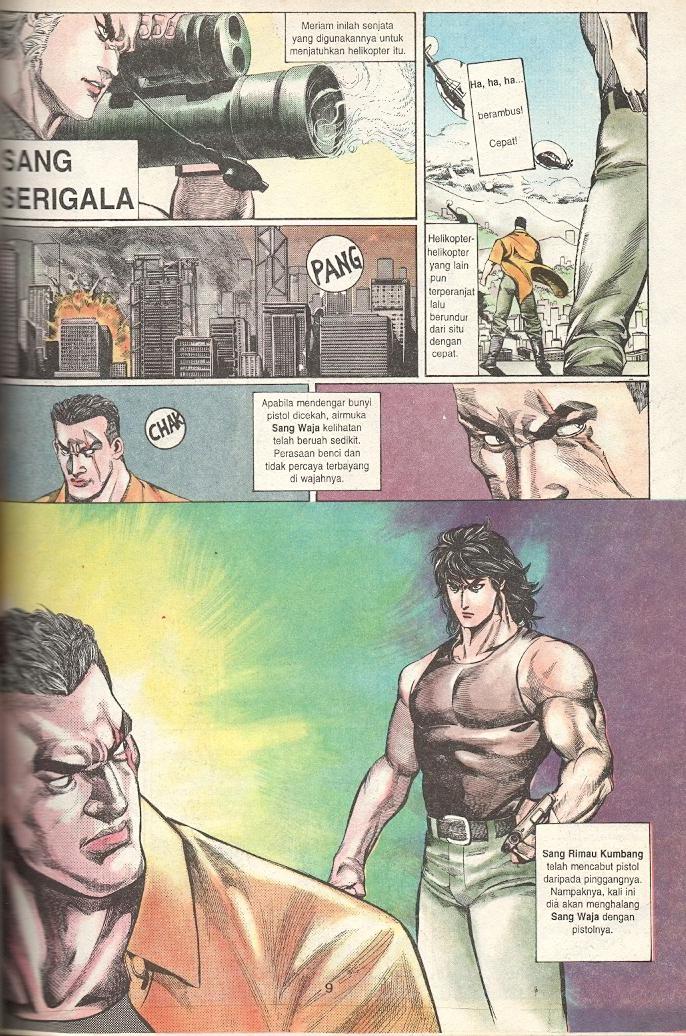 Meriam inilah senjata
yang digunakannya untuk
menjatuhkan helikopter itu.
SANG
SERIGALA
Ha, ha, ha...
berambus!
Cepat!
Helikopter-
helikopter
yang lain
pun
terperanjat
lalu
berundur
dari situ
dengan
cepat.
PANG
CHAK
Apabila mendengar bunyi
pistol dicekah, airmuka
Sang Waja kelihatan
telah beruah sedikit.
Perasaan benci dan
tidak percaya terbayang
di wajahnya.
Sang Rimau Kumbang
telah mencabut pistol
daripada pinggangnya.
Nampaknya, kali ini
dia akan menghalang
Sang Waja dengan
pistolnya.
9